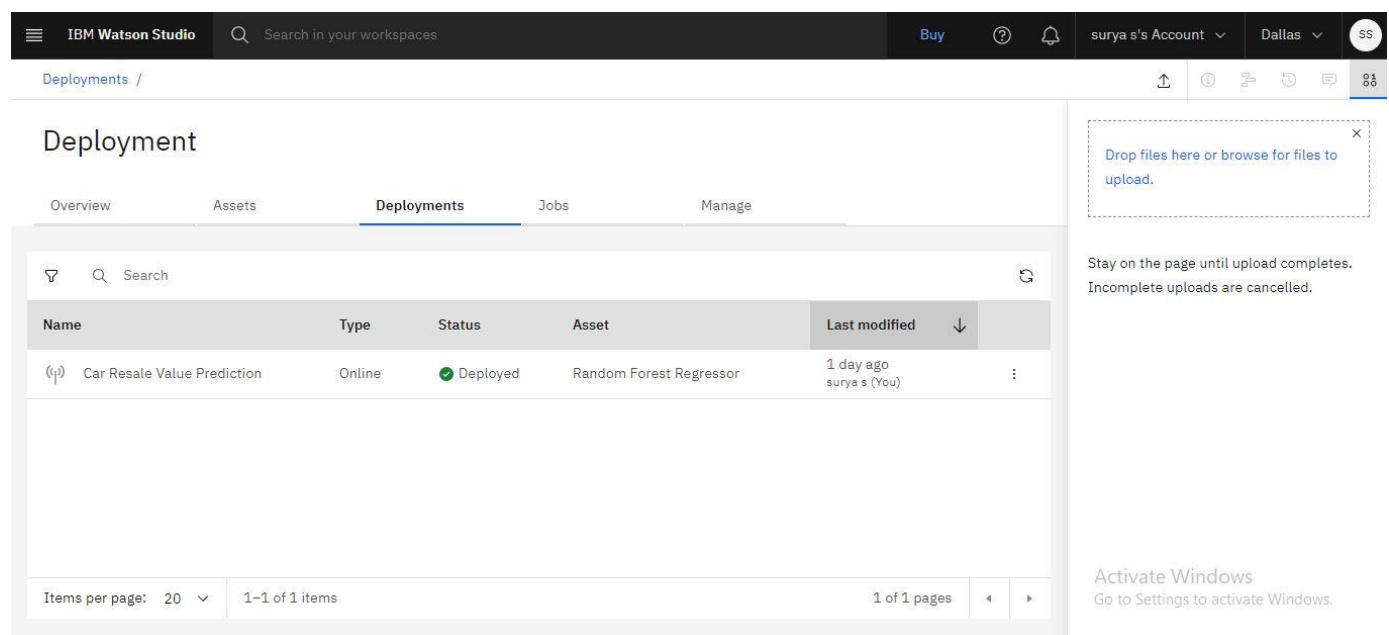 IBM Watson Studio Search in your workspaces Buy surya s's Account Dallas SS
Deployments /
Deployment
Drop files here or browse for files to
upload.
Overview Assets Deployments Jobs Manage
Search
Stay on the page until upload completes.
Incomplete uploads are cancelled.
Name Type Status Asset Last modified
Car Resale Value Prediction Online Deployed Random Forest Regressor 1 day ago
surya s (You)
Activate Windows
Go to Settings to activate Windows.
Items per page: 20 1–1 of 1 items 1 of 1 pages